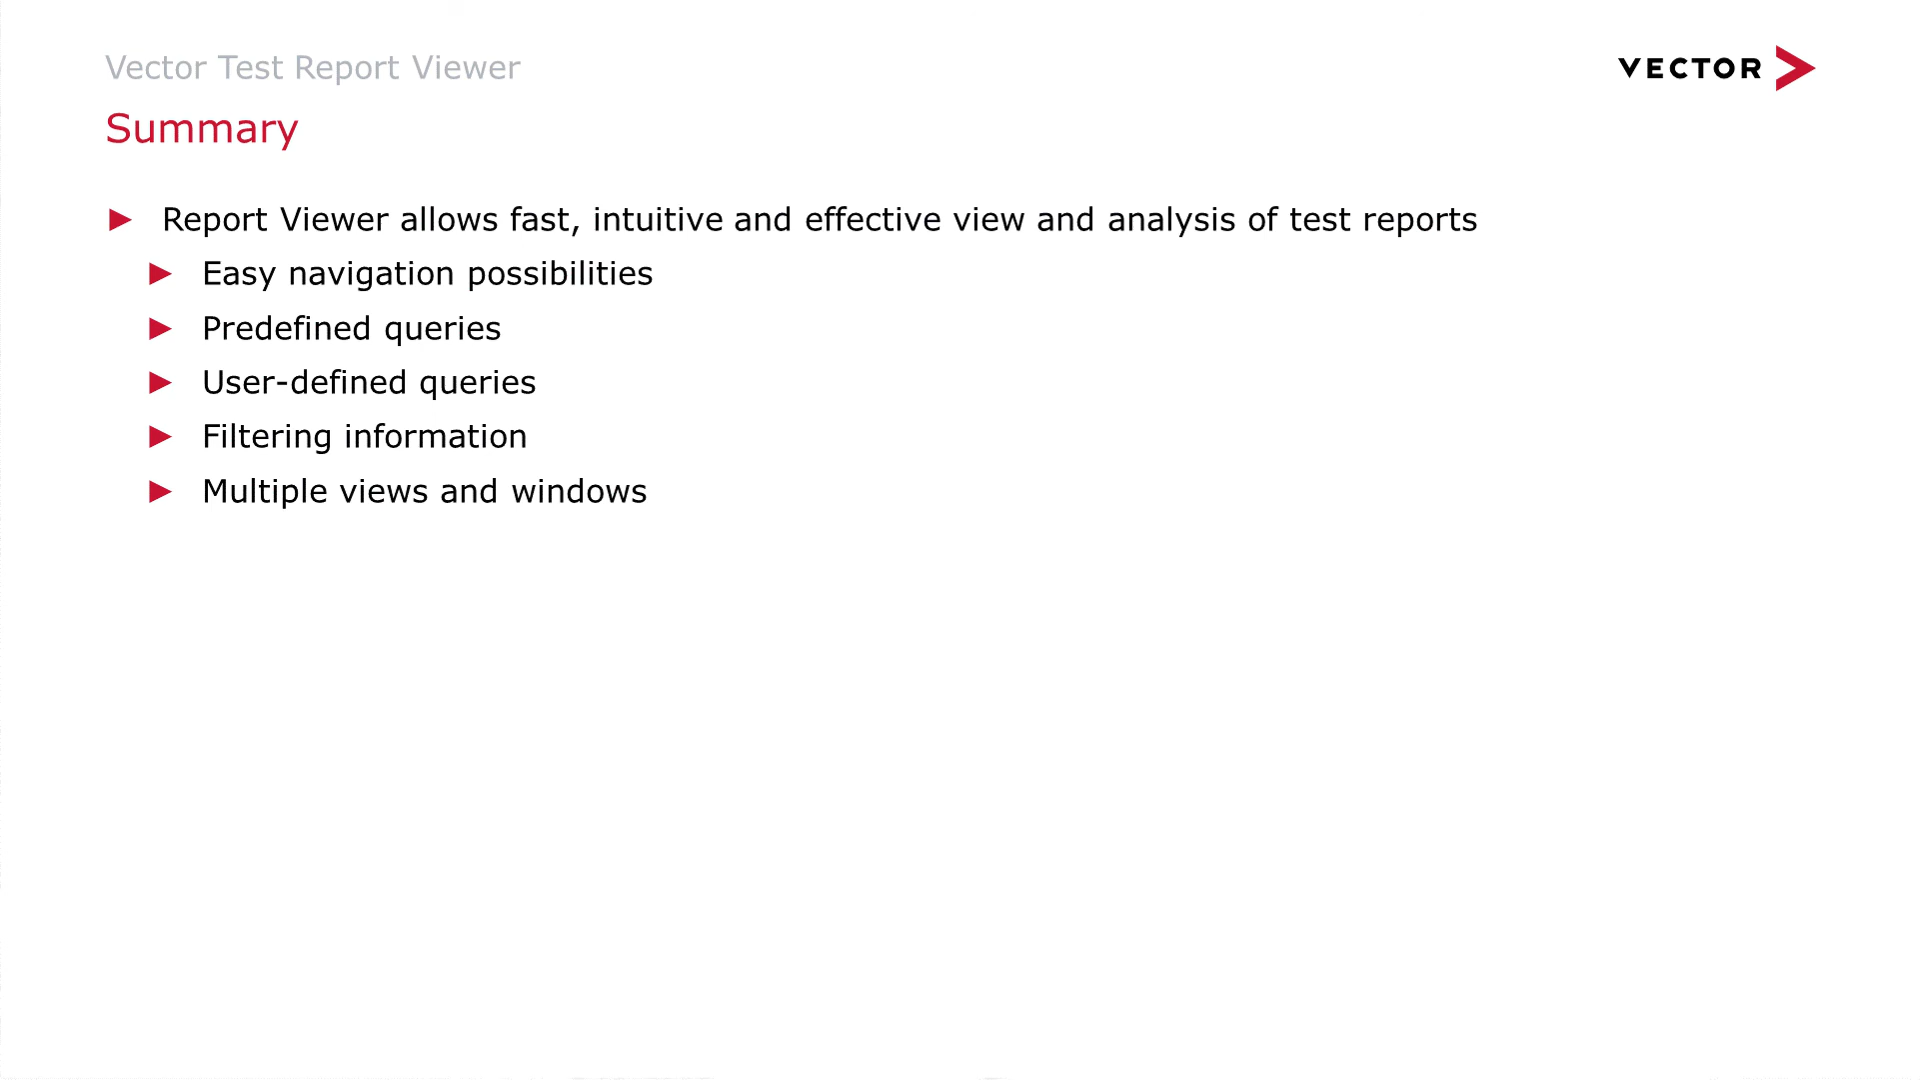 Vector Test Report Viewer
VECTOR
Summary
► Report Viewer allows fast, intuitive and effective view and analysis of test reports
► Easy navigation possibilities
► Predefined queries
► User-defined queries
► Filtering information
► Multiple views and windows